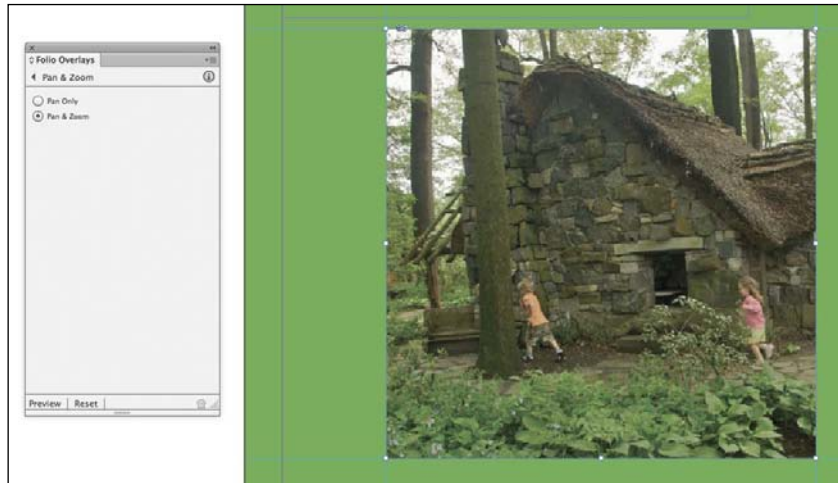 Folio Overlays
Pan & Zoom
Pan Only
Pan & Zoom
Preview | Reset |